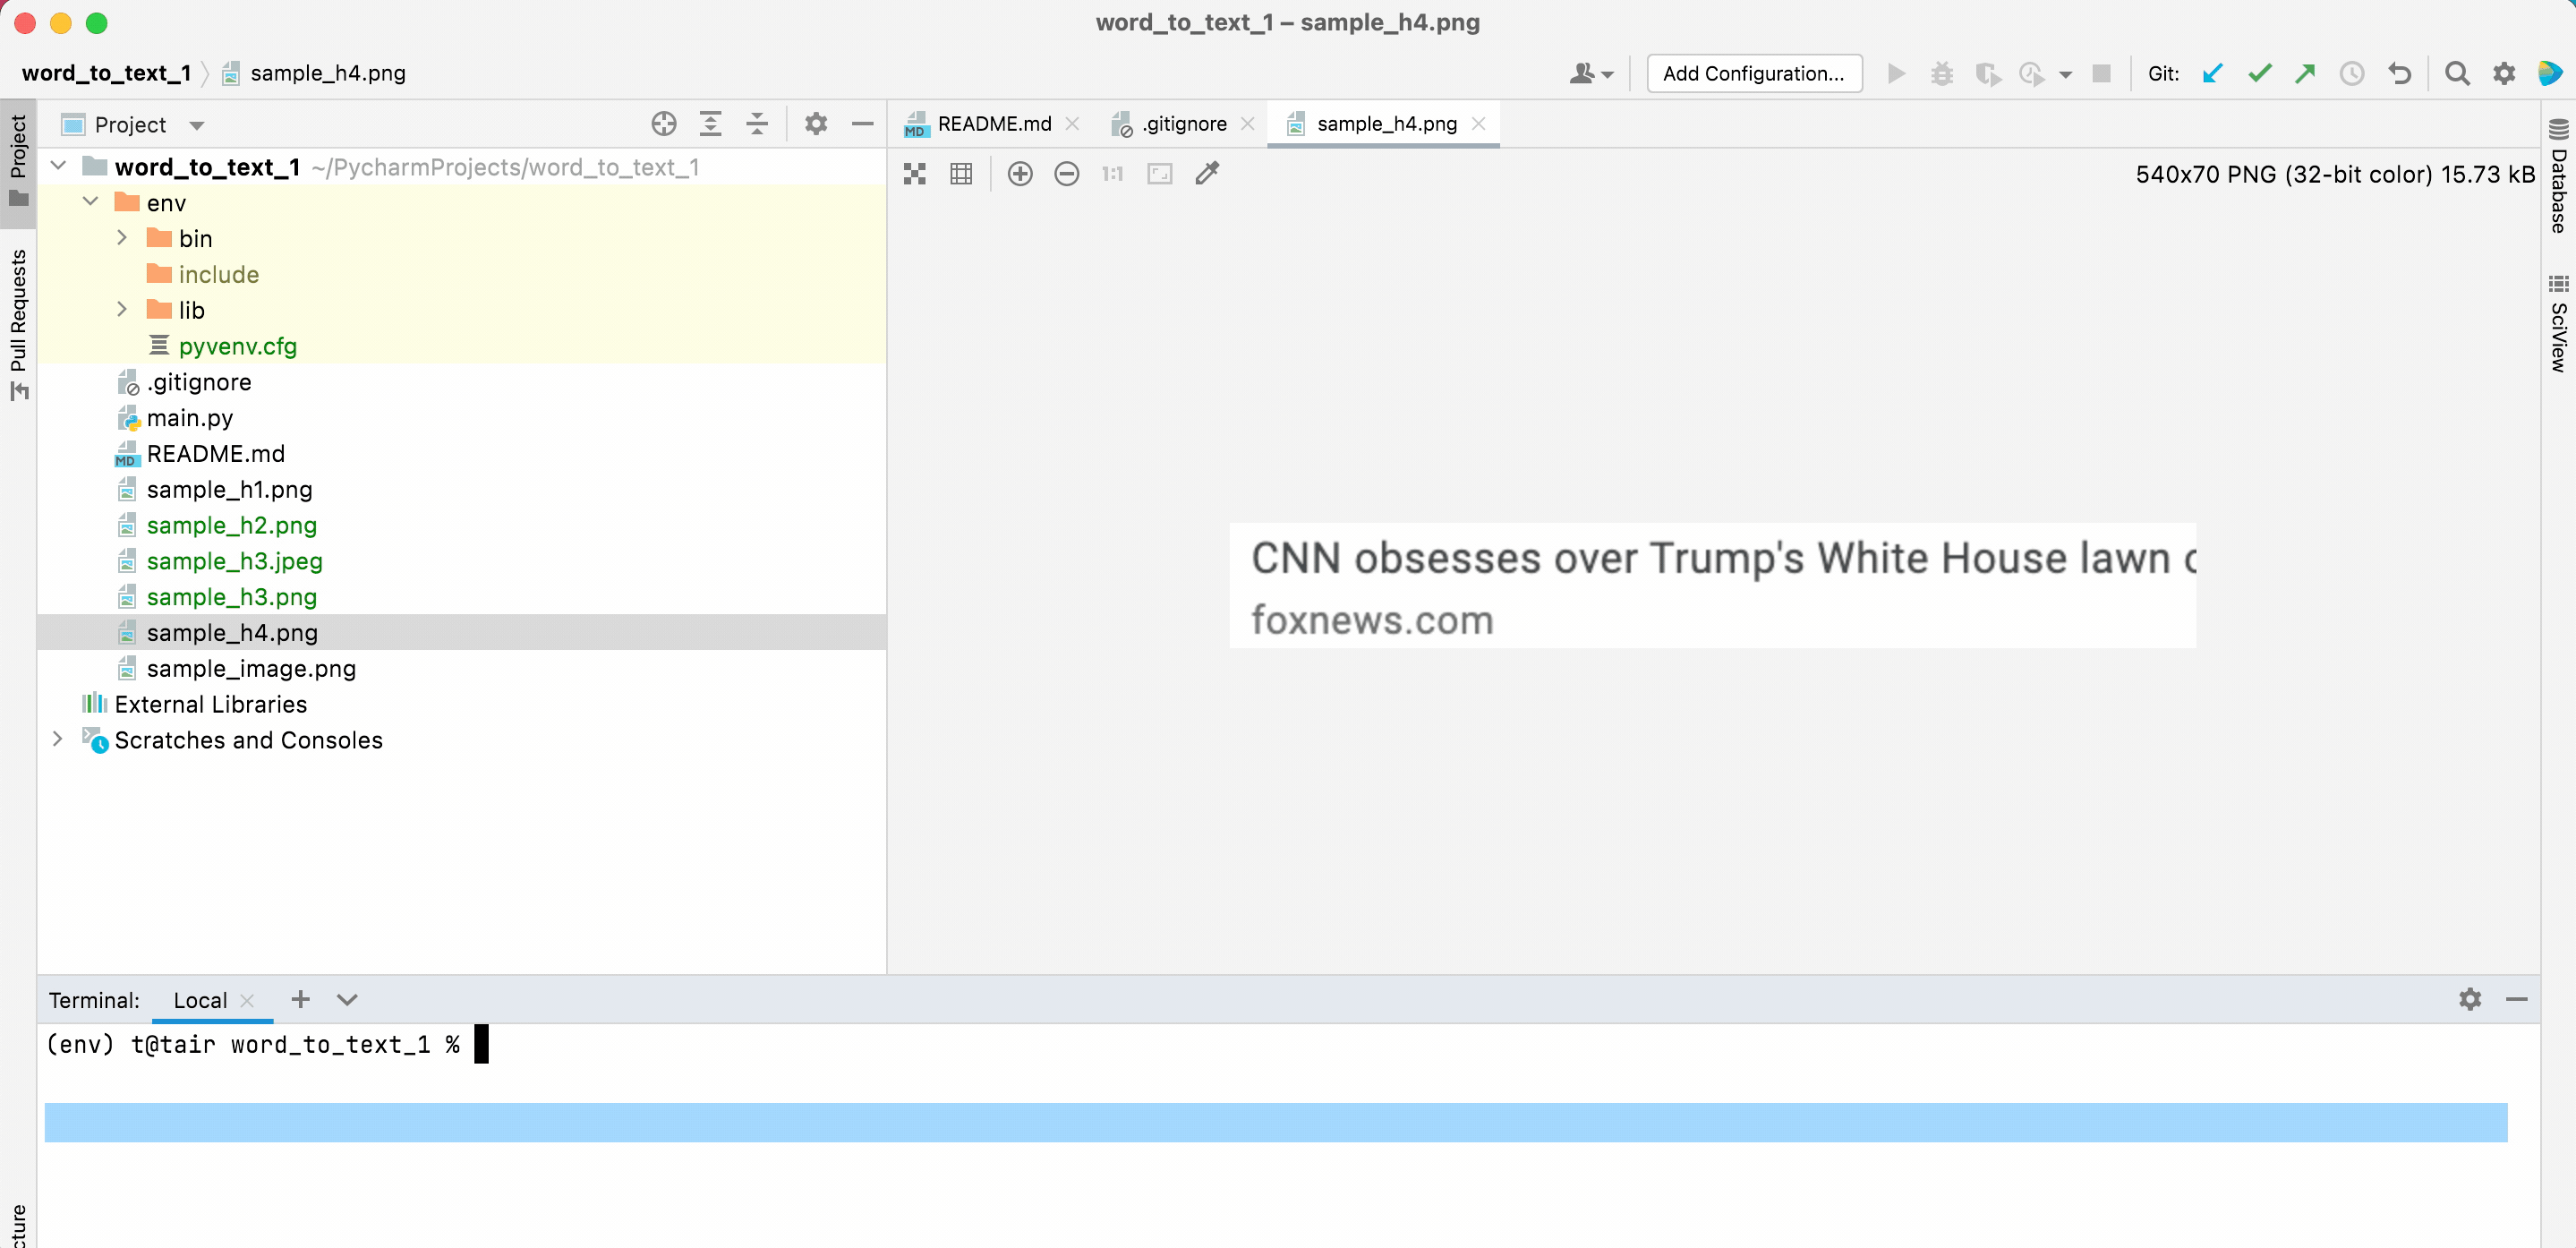 word_to_text_1 – sample_h4.png
word_to_text_1
sample_h4.png
Add Configuration...
Git:
Project
Pull Requests
Project
word_to_text_1 ~/PycharmProjects/word_to_text_1
env
bin
include
lib
pyvenv.cfg
.gitignore
main.py
README.md
sample_h1.png
sample_h2.png
sample_h3.jpeg
sample_h3.png
sample_h4.png
sample_image.png
External Libraries
Scratches and Consoles
README.md
.gitignore
sample_h4.png
1:1
540x70 PNG (32-bit color) 15.73 kB
CNN obsesses over Trump's White House lawn
foxnews.com
Database
SciView
Terminal:
Local
(env) t@tair word_to_text_1 %
cture